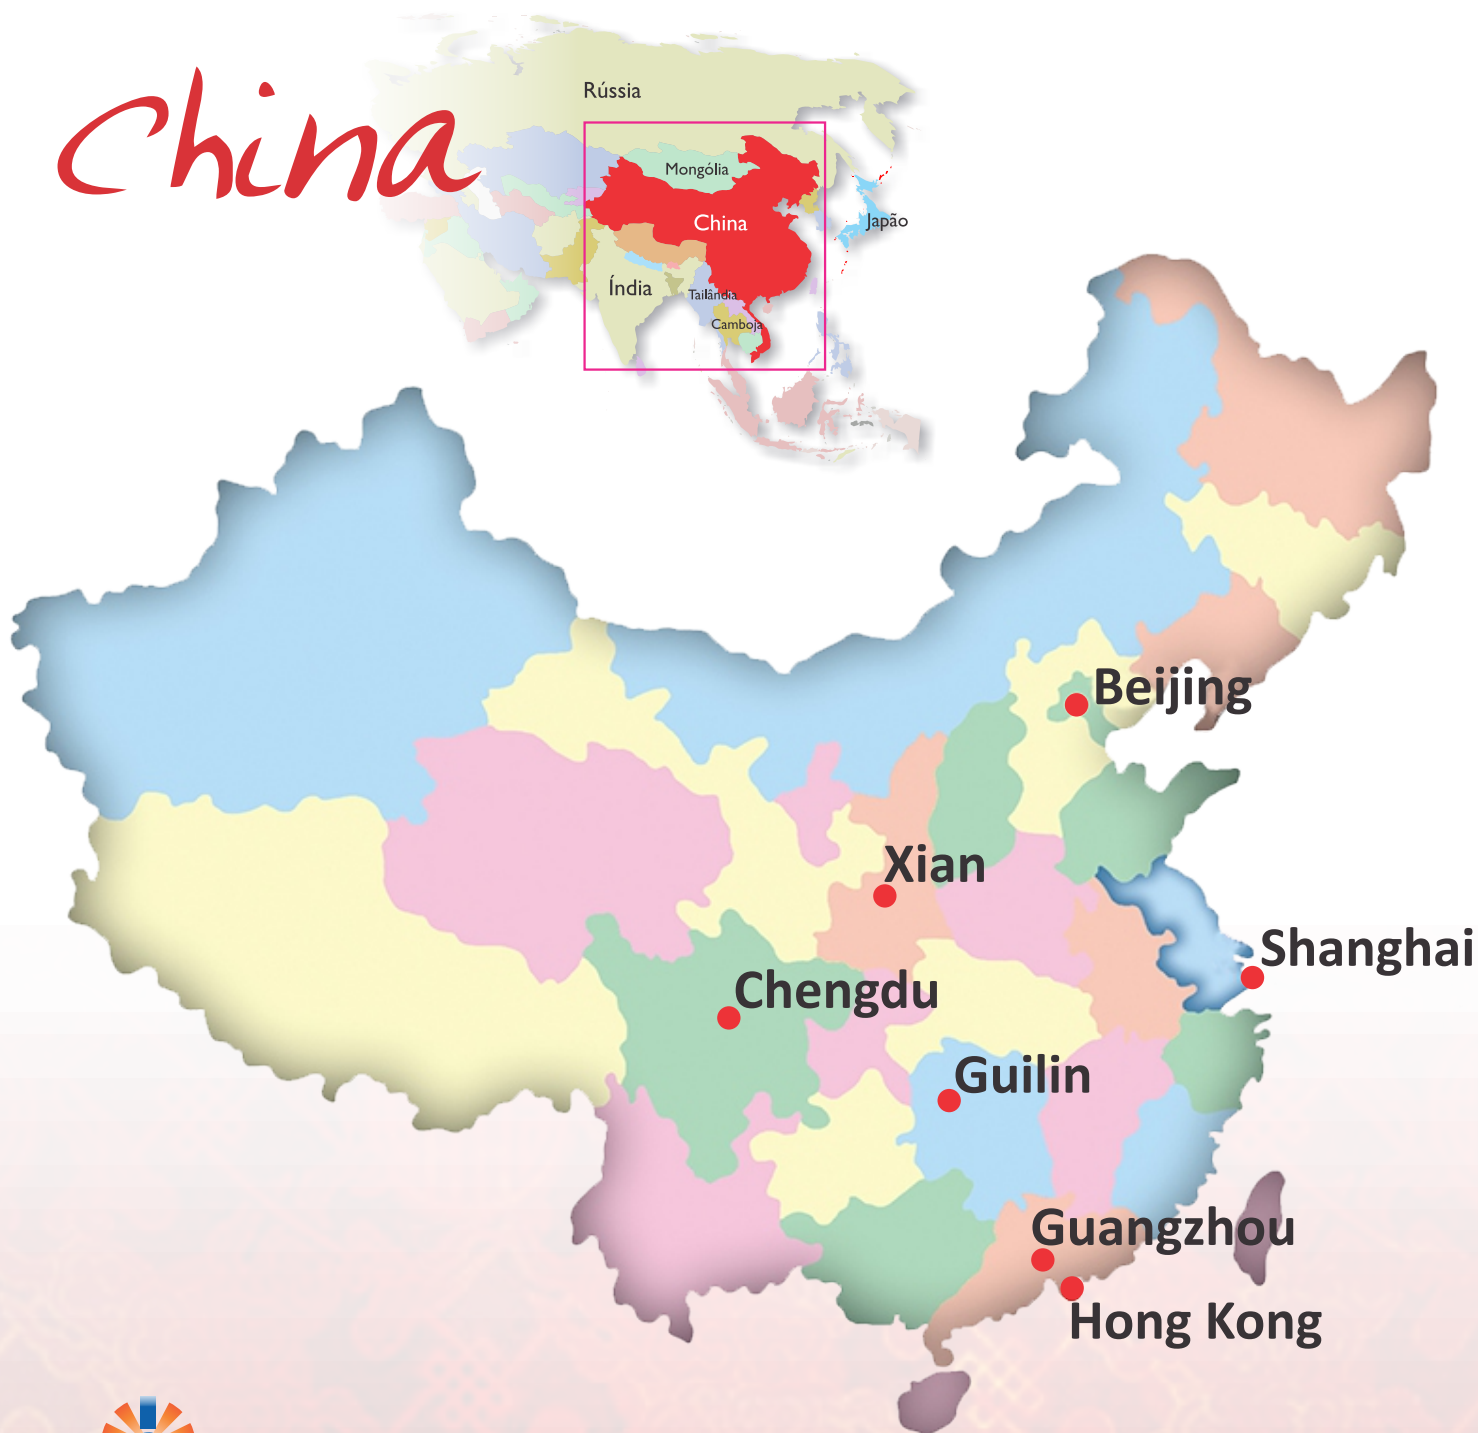 China
Rússia
Mongólia
China
Japão
Índia
Tailândia
Camboja
Beijing
Xian
Shanghai
Chengdu
Guilin
Guangzhou
Hong Kong